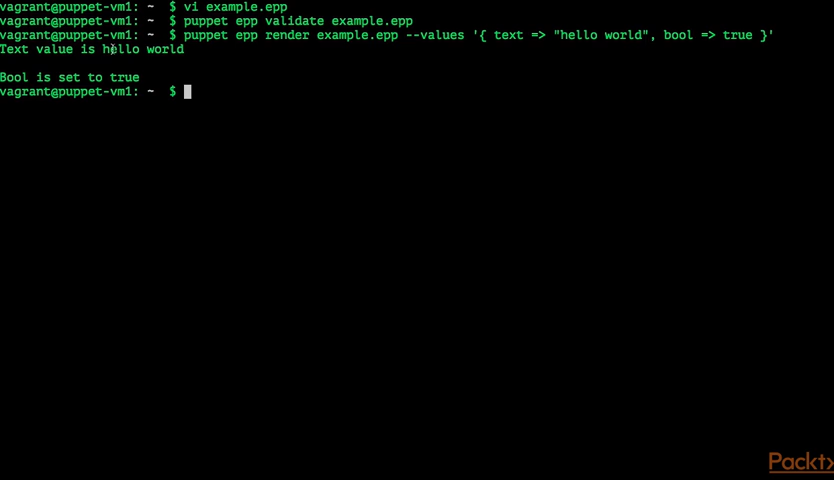 vagrant@puppet-vm1: ~ $ vi example.epp
vagrant@puppet-vm1: ~ $ puppet epp validate example.epp
vagrant@puppet-vm1: ~ $ puppet epp render example.epp --values '{ text => "hello world", bool => true }'
Text value is hello world
Bool is set to true
vagrant@puppet-vm1: ~ $
Packt>